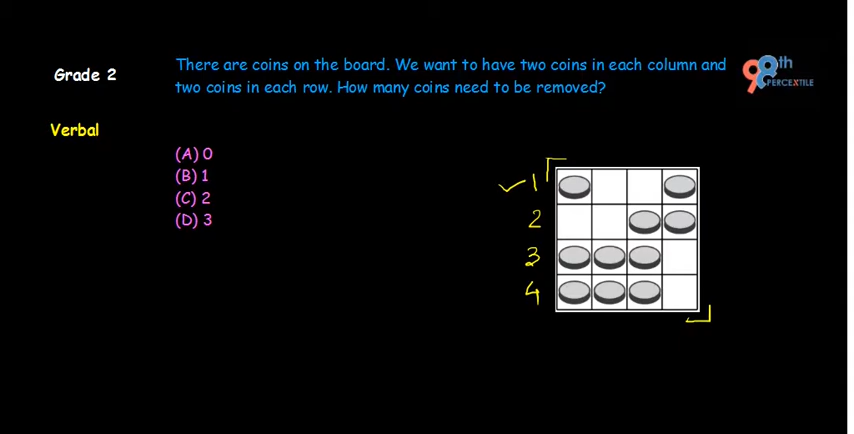 Grade 2
There are coins on the board. We want to have two coins in each column and
two coins in each row. How many coins need to be removed?
98th
PERCEXTILE
Verbal
(A) 0
(B) 1
(C) 2
(D) 3
1
2
3
4